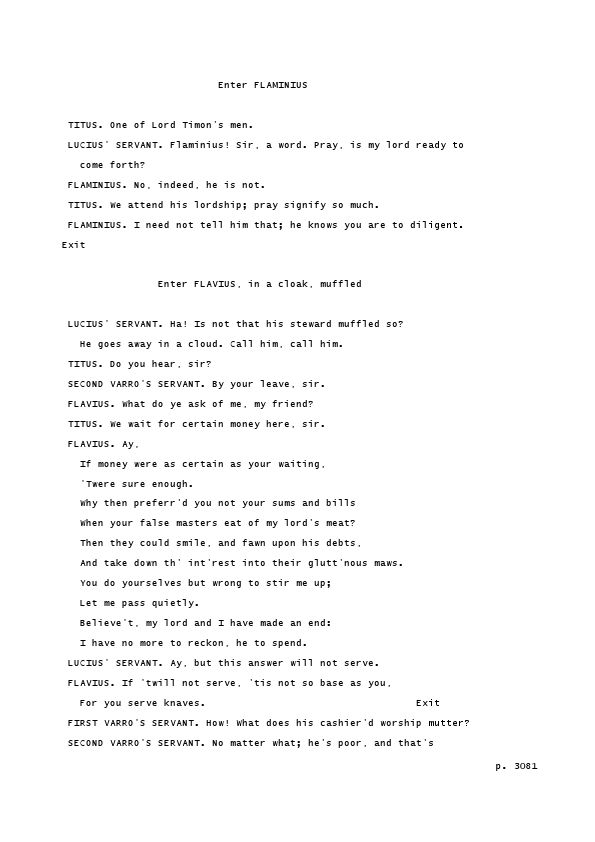 Enter FLAMINIUS
TITUS. One of Lord Timon's men.
LUCIUS' SERVANT. Flaminius! Sir, a word. Pray, is my lord ready to
come forth?
FLAMINIUS. No, indeed, he is not.
TITUS. We attend his lordship; pray signify so much.
FLAMINIUS. I need not tell him that; he knows you are to diligent.
Exit
Enter FLAVIUS, in a cloak, muffled
LUCIUS' SERVANT. Ha! Is not that his steward muffled so?
He goes away in a cloud. Call him, call him.
TITUS. Do you hear, sir?
SECOND VARRO'S SERVANT. By your leave, sir.
FLAVIUS. What do ye ask of me, my friend?
TITUS. We wait for certain money here, sir.
FLAVIUS. Ay,
If money were as certain as your waiting,
'Twere sure enough.
Why then preferr'd you not your sums and bills
When your false masters eat of my lord's meat?
Then they could smile, and fawn upon his debts,
And take down th' int'rest into their glutt'nous maws.
You do yourselves but wrong to stir me up;
Let me pass quietly.
Believe't, my lord and I have made an end:
I have no more to reckon, he to spend.
LUCIUS' SERVANT. Ay, but this answer will not serve.
FLAVIUS. If 'twill not serve, 'tis not so base as you,
For you serve knaves. Exit
FIRST VARRO'S SERVANT. How! What does his cashier'd worship mutter?
SECOND VARRO'S SERVANT. No matter what; he's poor, and that's
p. 3081